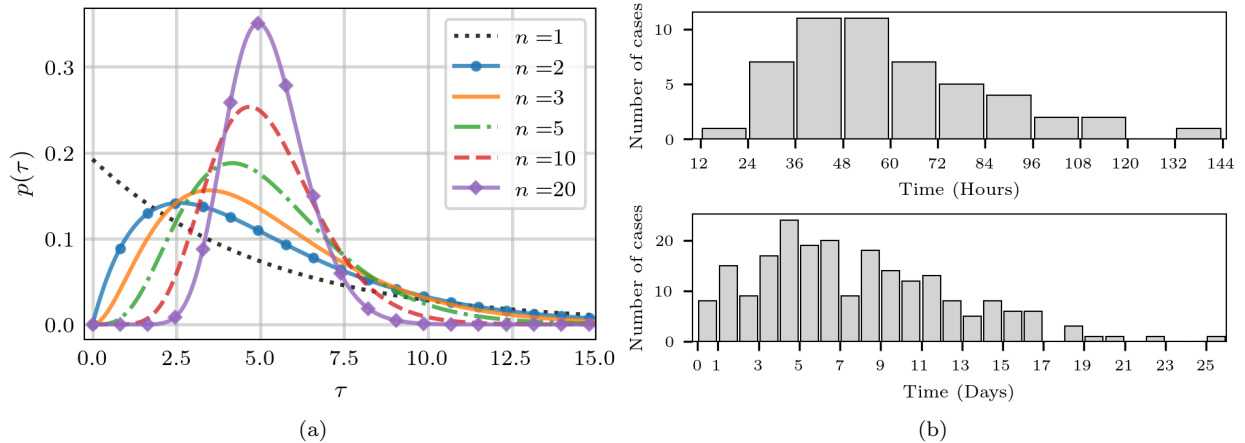 p(τ)
0.3
0.2
0.1
0.0
0.0 2.5 5.0 7.5 10.0 12.5 15.0
τ
n =1
n =2
n =3
n =5
n =10
n =20
(a)
Number of cases
10
5
0
12 24 36 48 60 72 84 96 108 120 132 144
Time (Hours)
Number of cases
20
10
0
0 1 3 5 7 9 11 13 15 17 19 21 23 25
Time (Days)
(b)